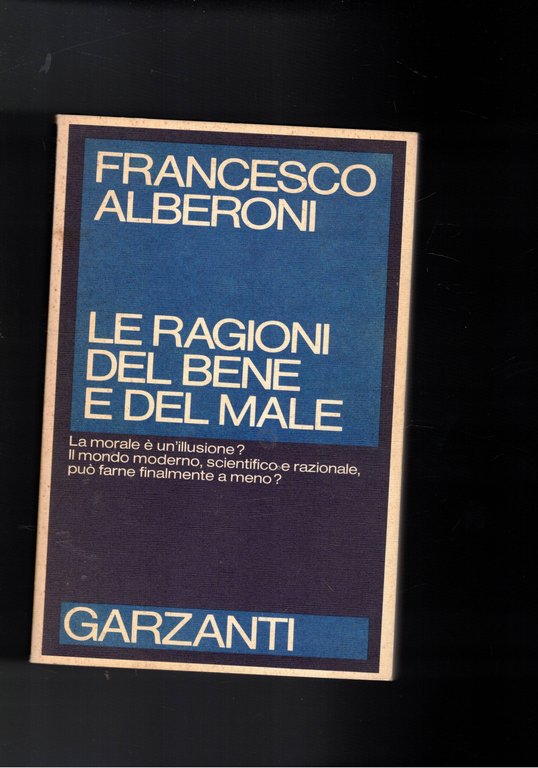 FRANCESCO
ALBERONI
LE RAGIONI
DEL BENE
E DEL MALE
La morale è un'illusione?
Il mondo moderno, scientifico e razionale,
può farne finalmente a meno?
GARZANTI